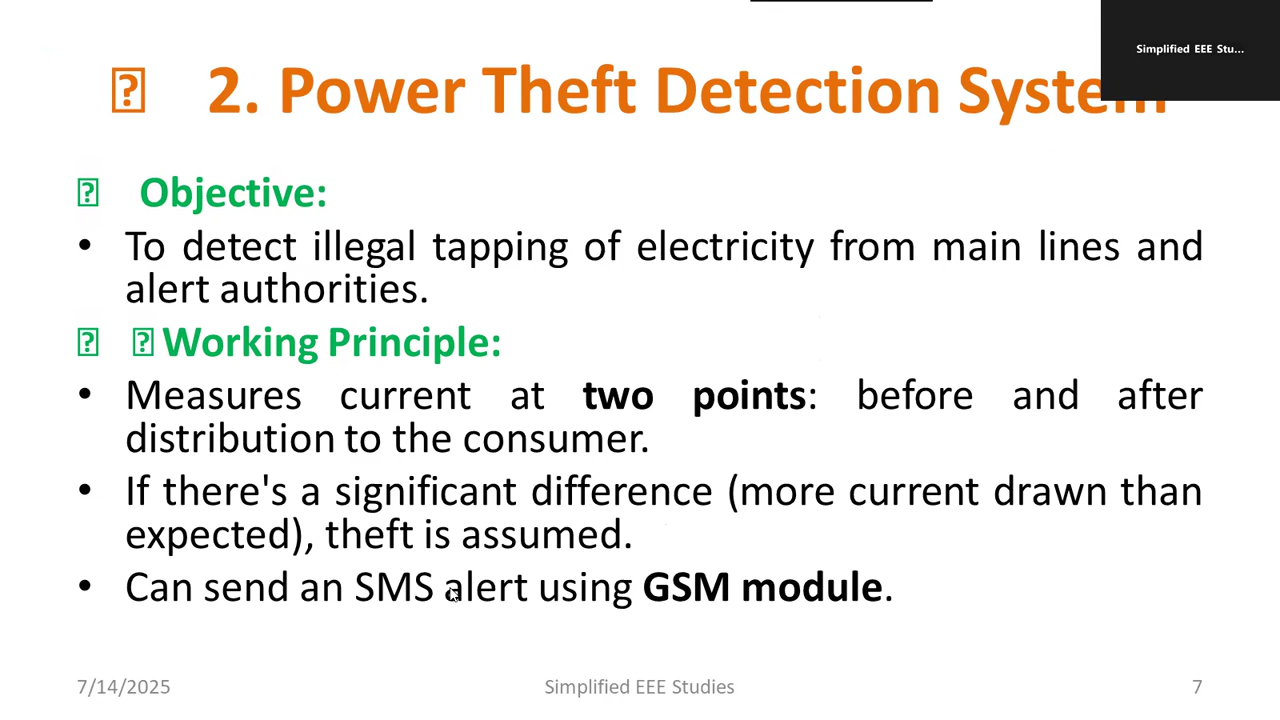 Simplified EEE Stu...
2. Power Theft Detection System
Objective:
• To detect illegal tapping of electricity from main lines and
alert authorities.
Working Principle:
• Measures current at two points: before and after
distribution to the consumer.
• If there's a significant difference (more current drawn than
expected), theft is assumed.
• Can send an SMS alert using GSM module.
7/14/2025
Simplified EEE Studies
7